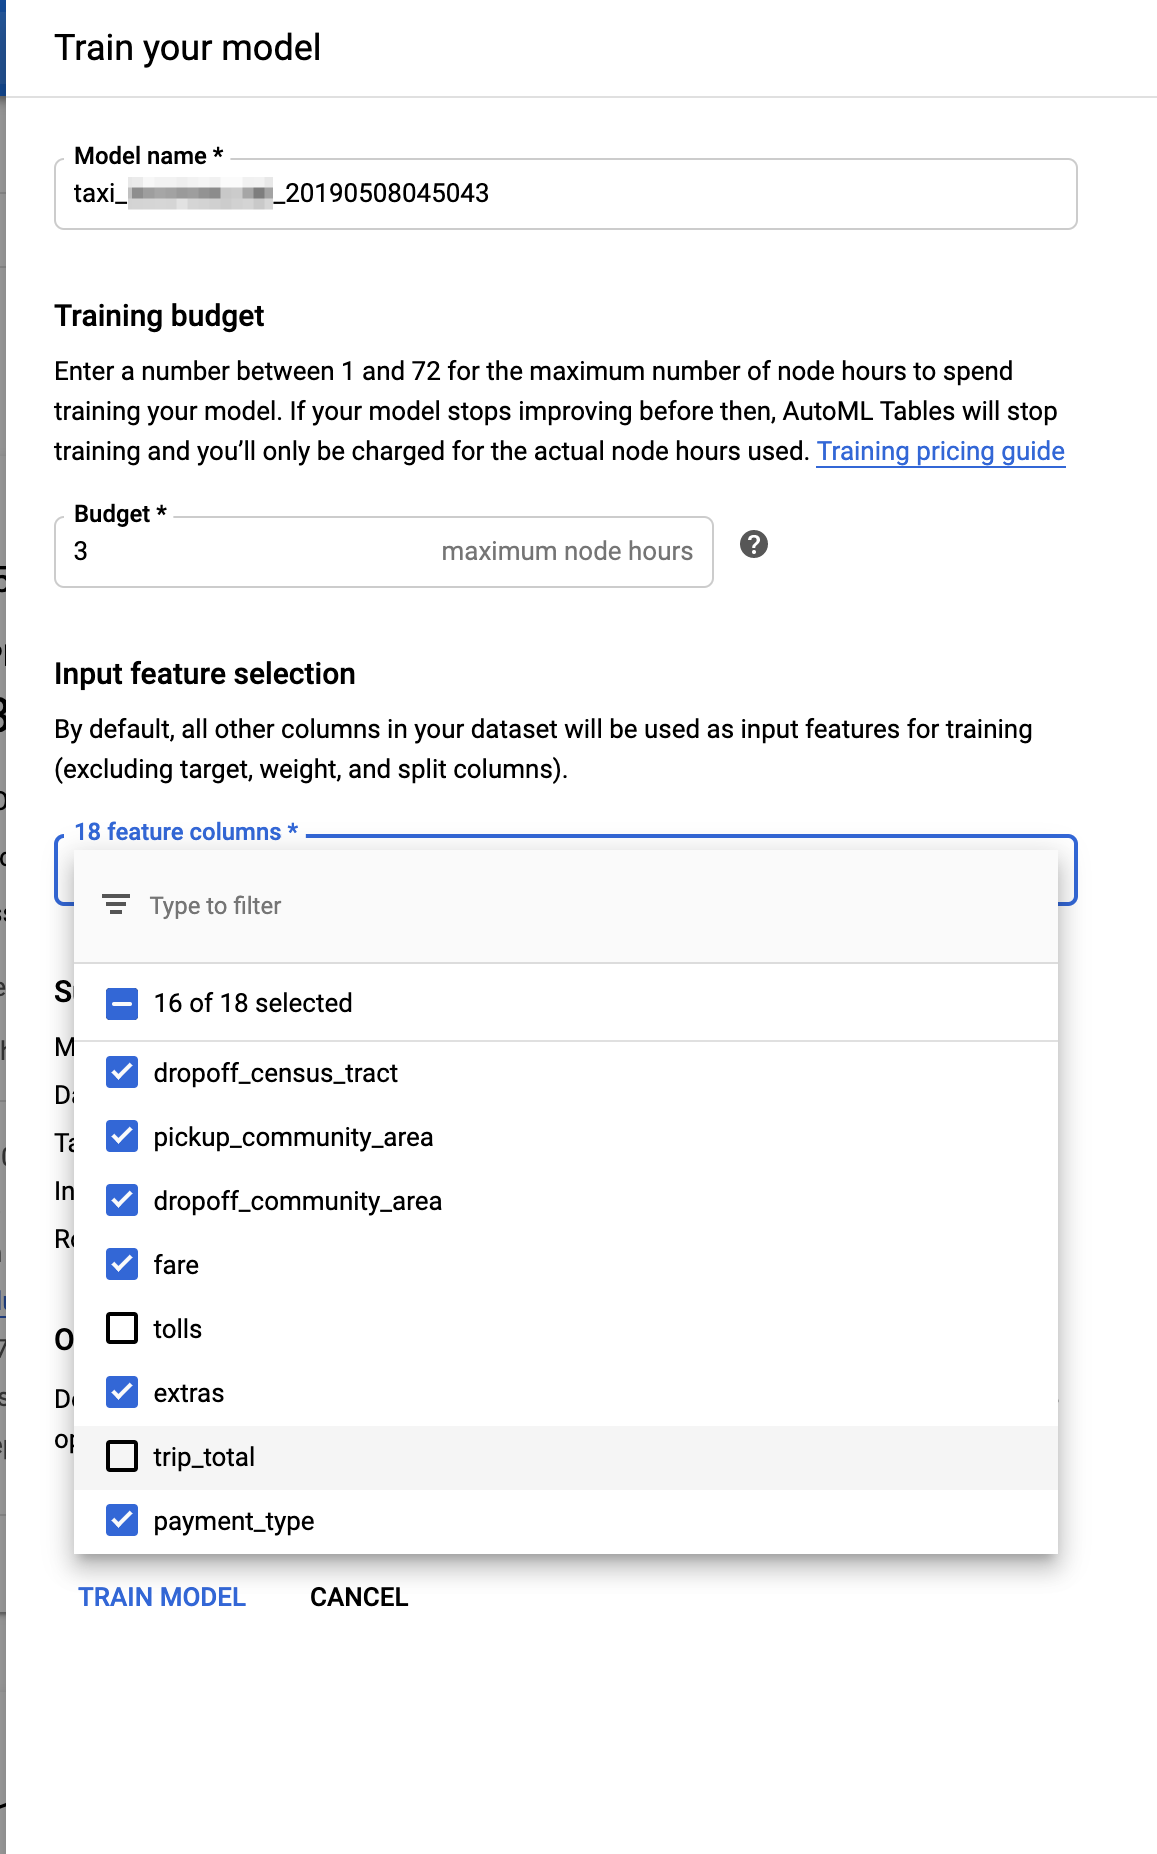 Train your model
Model name *
taxi_
_20190508045043
Training budget
Enter a number between 1 and 72 for the maximum number of node hours to spend
training your model. If your model stops improving before then, AutoML Tables will stop
training and you’ll only be charged for the actual node hours used. Training pricing guide
Budget *
3 maximum node hours
Input feature selection
By default, all other columns in your dataset will be used as input features for training
(excluding target, weight, and split columns).
18 feature columns *
Type to filter
16 of 18 selected
dropoff_census_tract
pickup_community_area
dropoff_community_area
fare
tolls
extras
trip_total
payment_type
TRAIN MODEL CANCEL